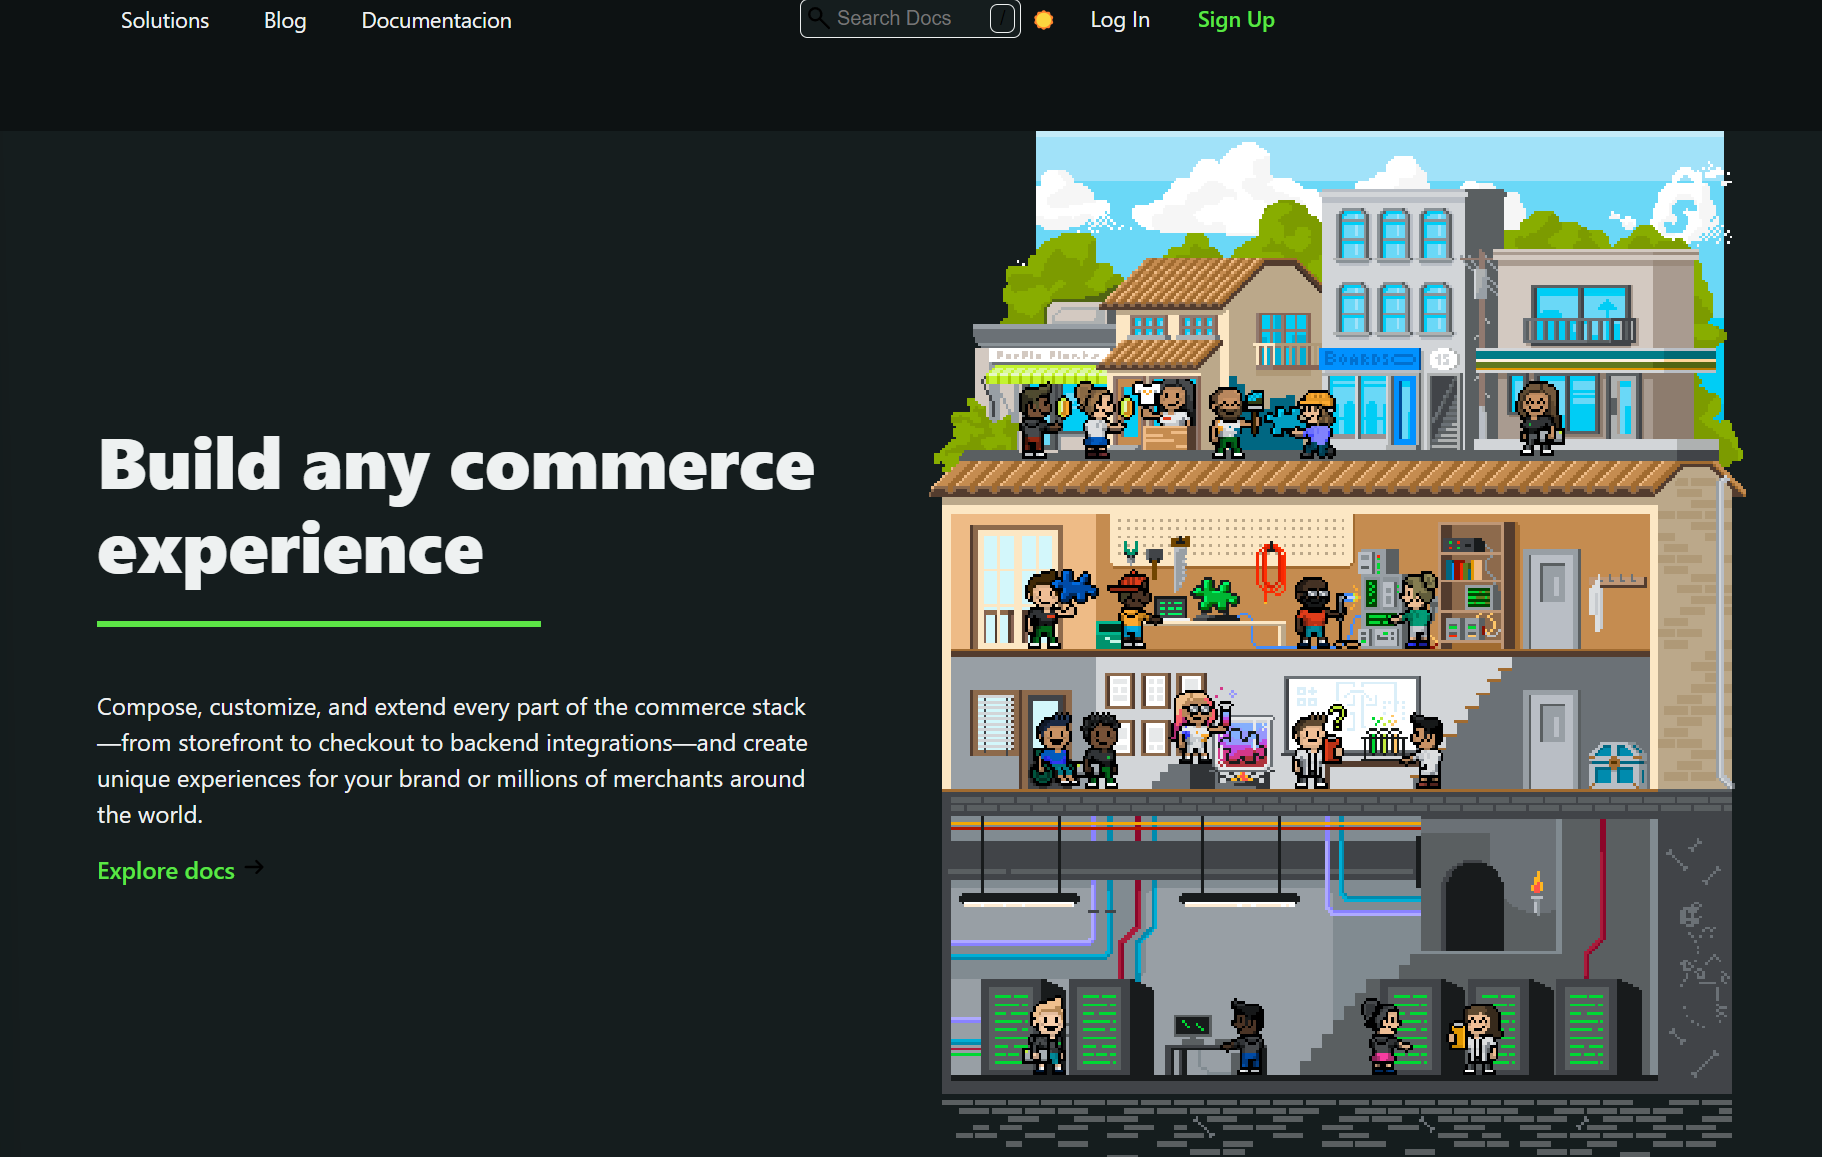 Solutions
Blog
Documentacion
Search Docs
/
Log In
Sign Up
Build any commerce
experience
Compose, customize, and extend every part of the commerce stack
—from storefront to checkout to backend integrations—and create
unique experiences for your brand or millions of merchants around
the world.
Explore docs
Purple Plants
BOARDS
15
?